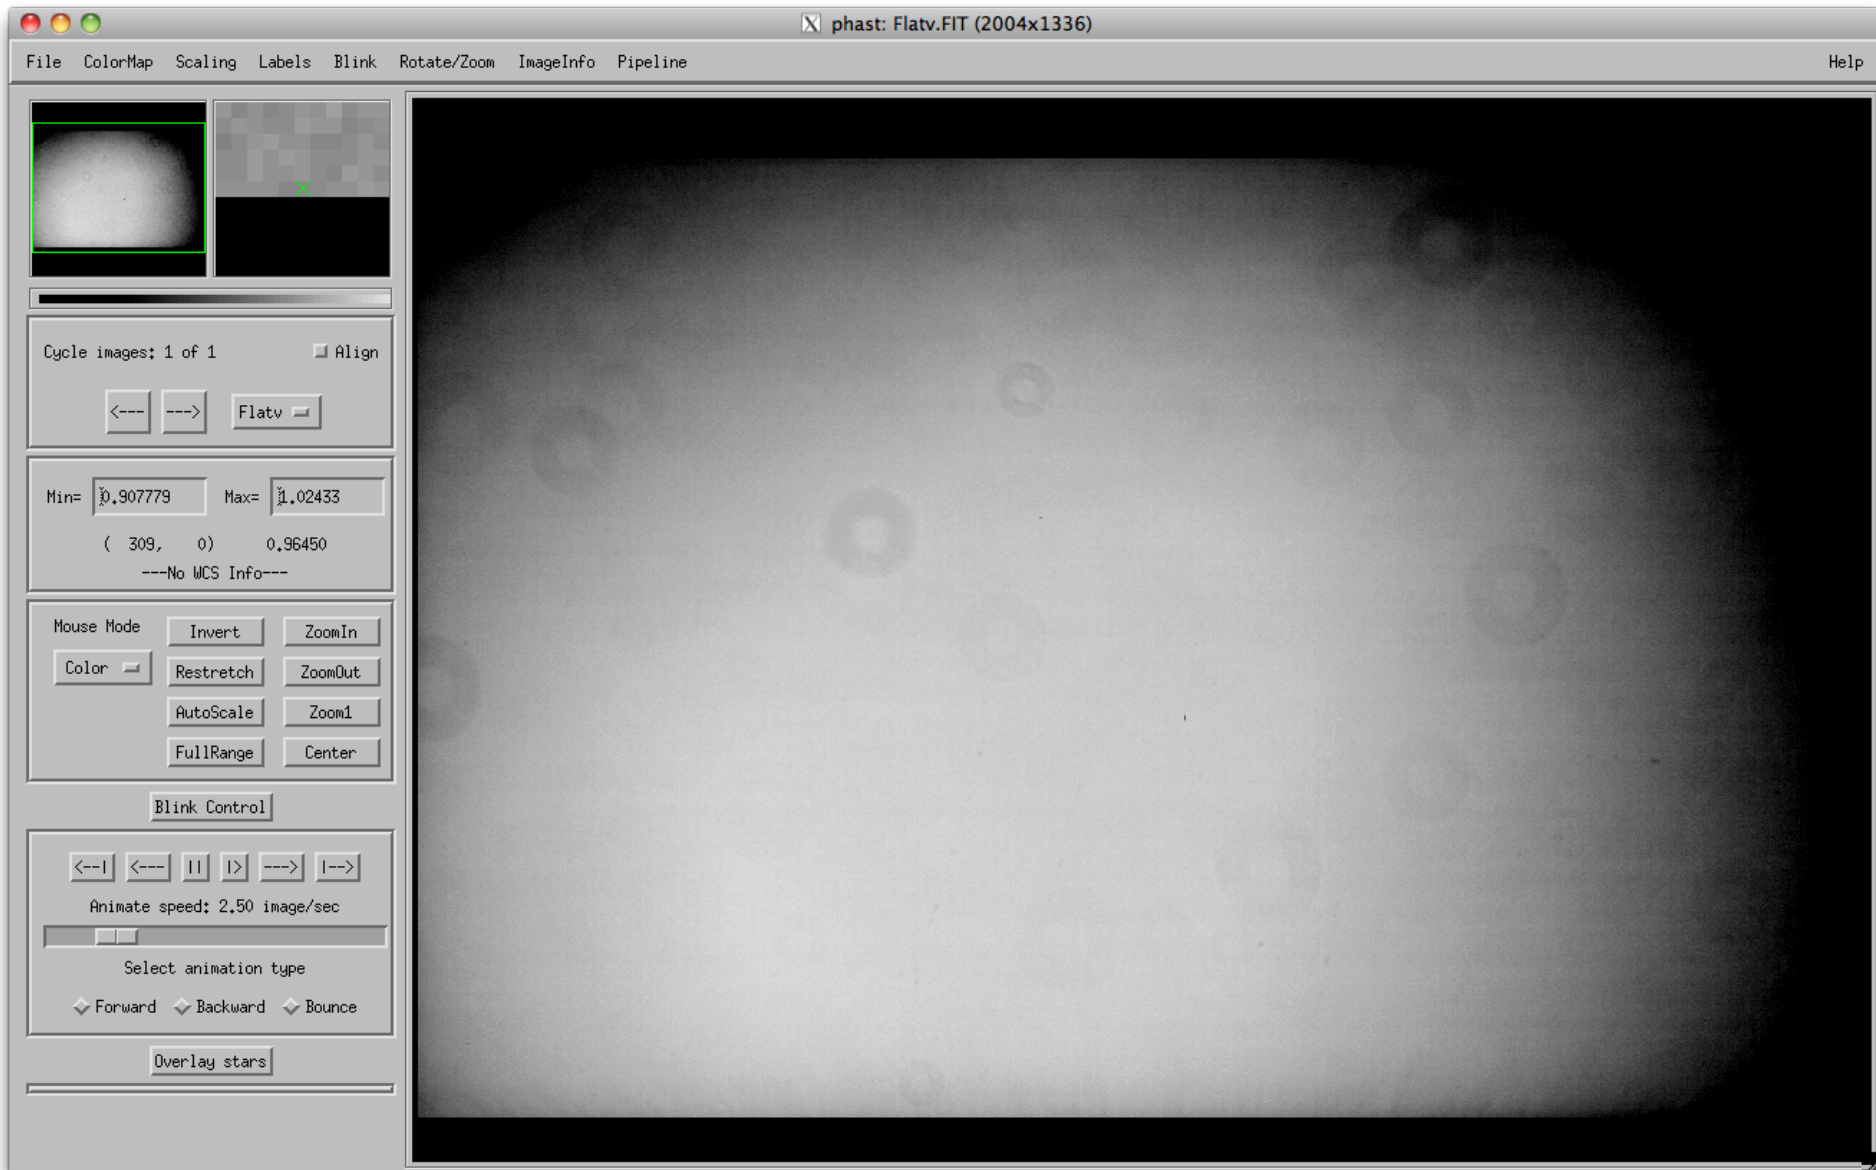 X phast: Flatv.FIT (2004x1336)
File ColorMap Scaling Labels Blink Rotate/Zoom ImageInfo Pipeline Help
Cycle images: 1 of 1 Align
<--- ---> Flatv
Min= 0.907779 Max= 1.02433
( 309, 0) 0.96450
---No WCS Info---
Mouse Mode Invert ZoomIn
Color Restretch ZoomOut
AutoScale Zoom1
FullRange Center
Blink Control
<--| <--- || |> ---> |-->
Animate speed: 2.50 image/sec
Select animation type
Forward Backward Bounce
Overlay stars